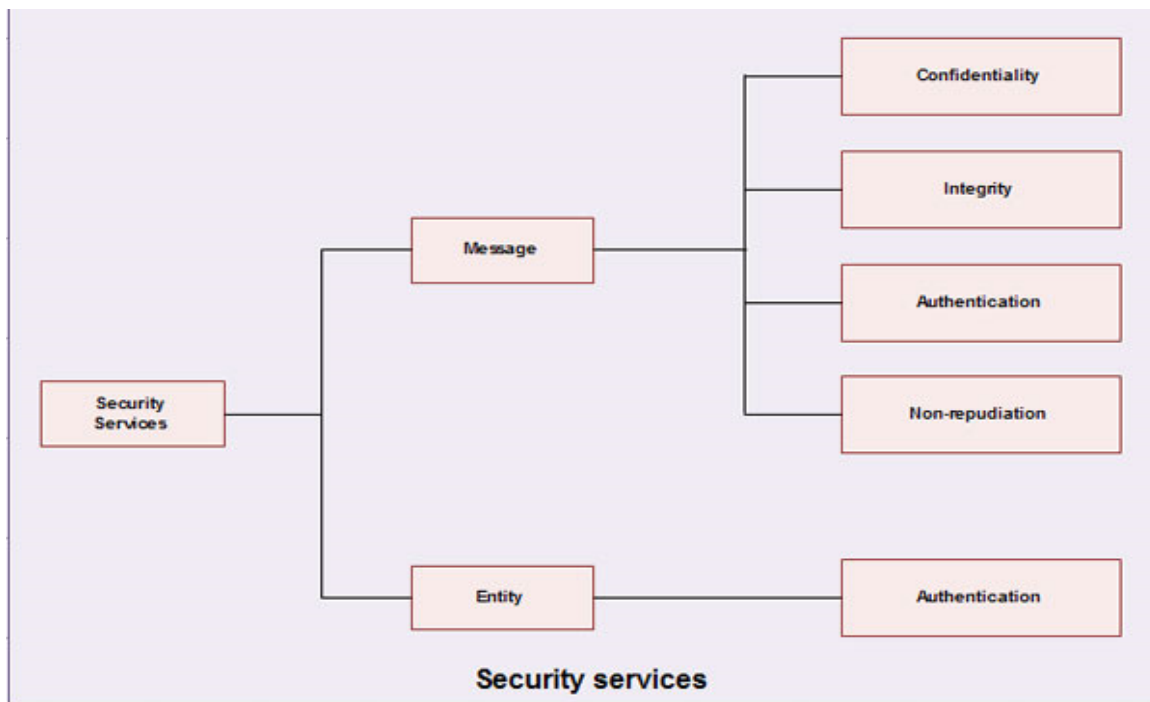 Confidentiality
Integrity
Message
Authentication
Security
Services
Non-repudiation
Entity
Authentication
Security services